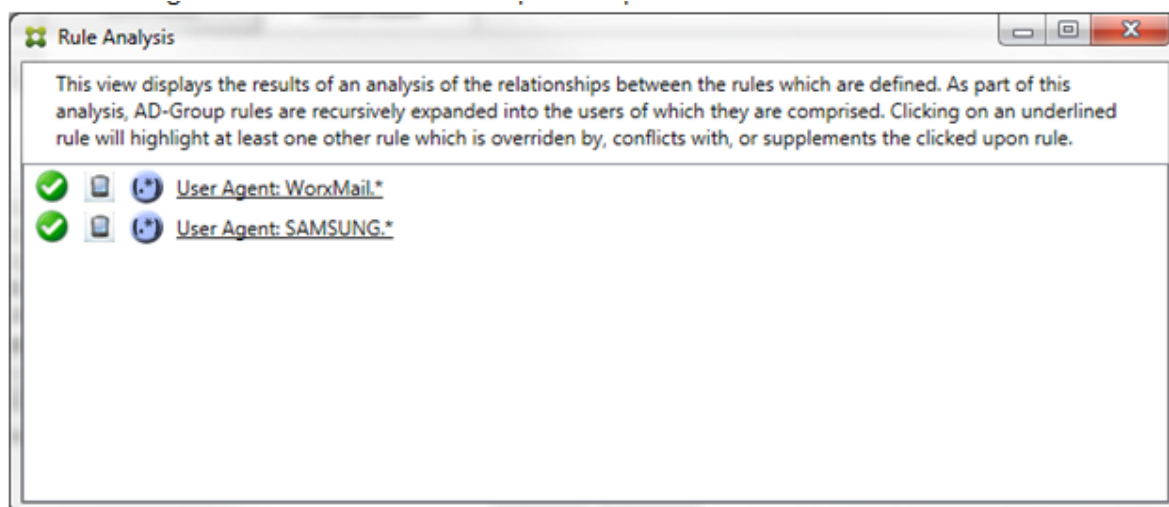 Rule Analysis
This view displays the results of an analysis of the relationships between the rules which are defined. As part of this
analysis, AD-Group rules are recursively expanded into the users of which they are comprised. Clicking on an underlined
rule will highlight at least one other rule which is overriden by, conflicts with, or supplements the clicked upon rule.
(.*) User Agent: WorxMail.*
(.*) User Agent: SAMSUNG.*